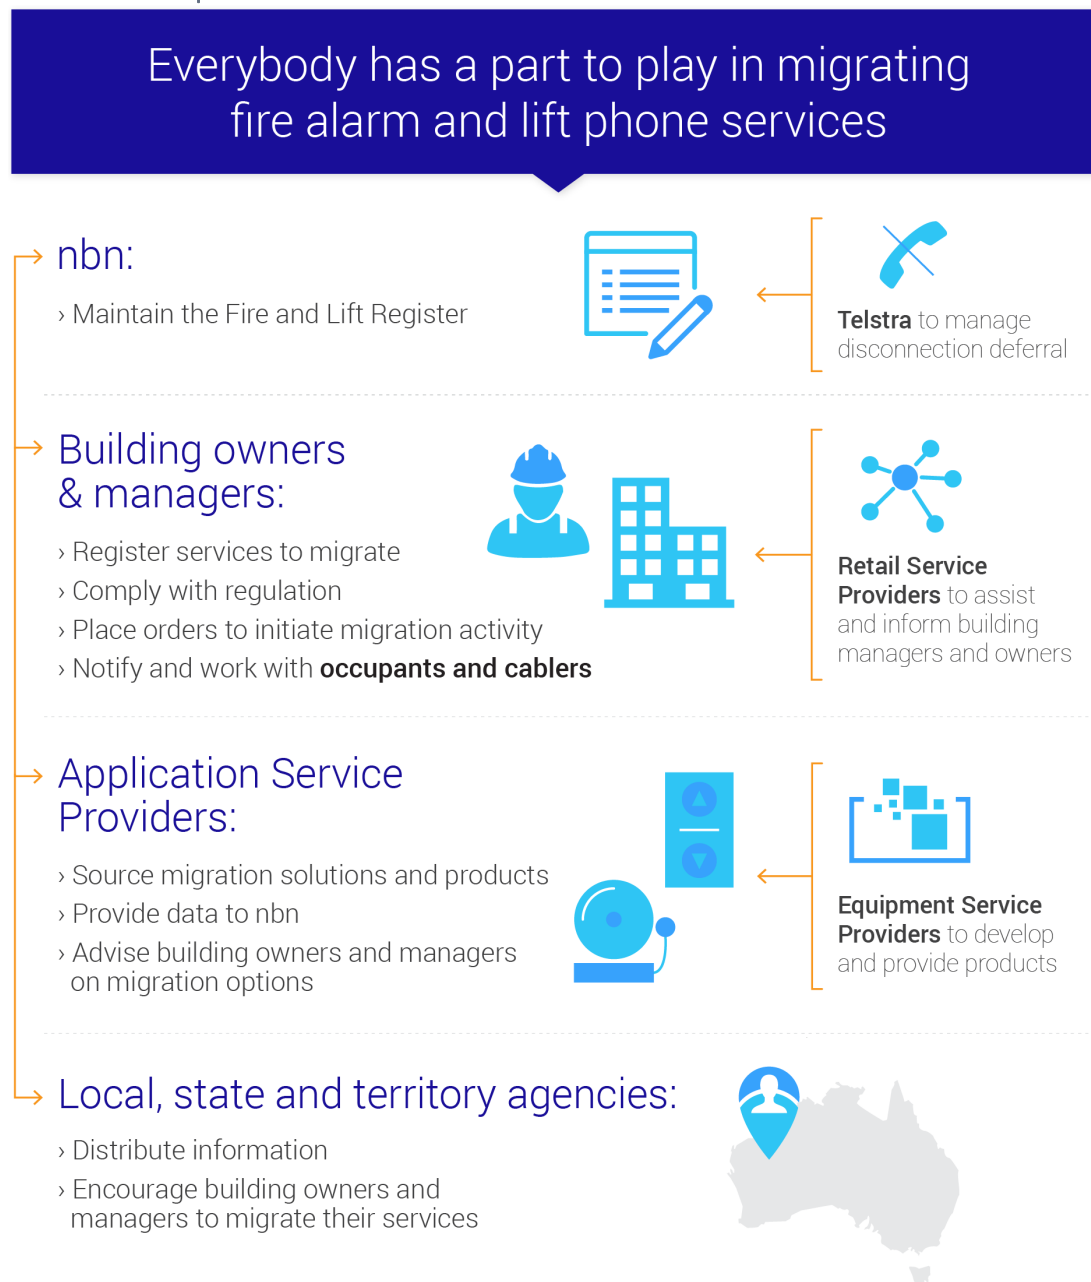 Everybody has a part to play in migrating
fire alarm and lift phone services
nbn:
› Maintain the Fire and Lift Register
Telstra to manage
disconnection deferral
Building owners
& managers:
› Register services to migrate
› Comply with regulation
› Place orders to initiate migration activity
› Notify and work with occupants and cablers
Retail Service
Providers to assist
and inform building
managers and owners
Application Service
Providers:
› Source migration solutions and products
› Provide data to nbn
› Advise building owners and managers
on migration options
Equipment Service
Providers to develop
and provide products
Local, state and territory agencies:
› Distribute information
› Encourage building owners and
managers to migrate their services